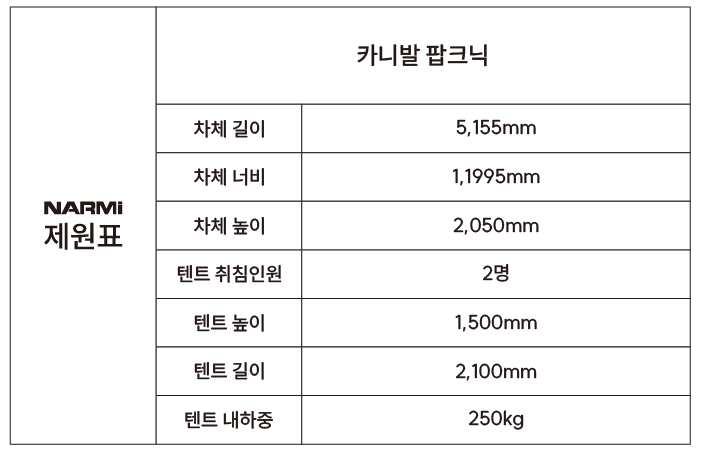 카니발 팝크닉
NARMi
제원표
차체 길이 5,155mm
차체 너비 1,1995mm
차체 높이 2,050mm
텐트 취침인원 2명
텐트 높이 1,500mm
텐트 길이 2,100mm
텐트 내하중 250kg